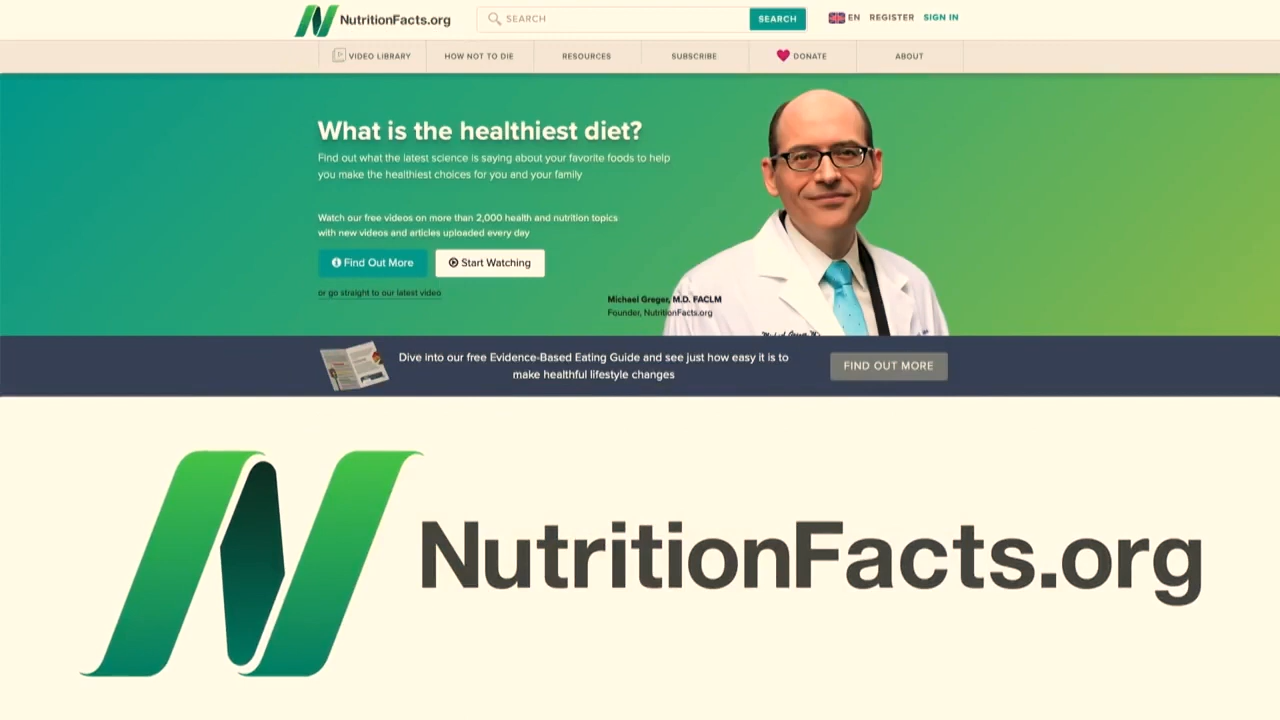 NutritionFacts.org
SEARCH
SEARCH
EN
REGISTER
SIGN IN
VIDEO LIBRARY
HOW NOT TO DIE
RESOURCES
SUBSCRIBE
DONATE
ABOUT
What is the healthiest diet?
Find out what the latest science is saying about your favorite foods to help
you make the healthiest choices for you and your family
Watch our free videos on more than 2,000 health and nutrition topics
with new videos and articles uploaded every day
Find Out More
Start Watching
or go straight to our latest video
Michael Greger, M.D. FACLM
Founder, NutritionFacts.org
Dive into our free Evidence-Based Eating Guide and see just how easy it is to
make healthful lifestyle changes
FIND OUT MORE
NutritionFacts.org